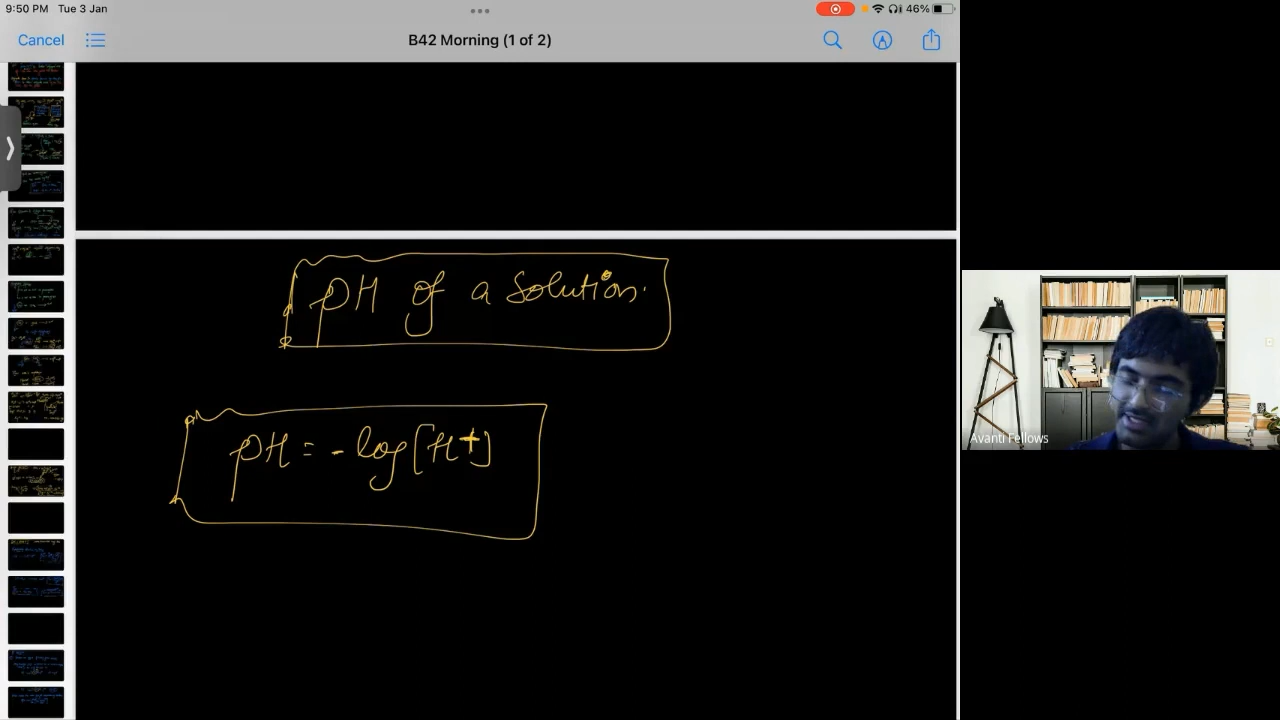 9:50 PM Tue 3 Jan
46%
Cancel
B42 Morning (1 of 2)
pH of a solution.
pH = - log [H+]
Avanti Fellows